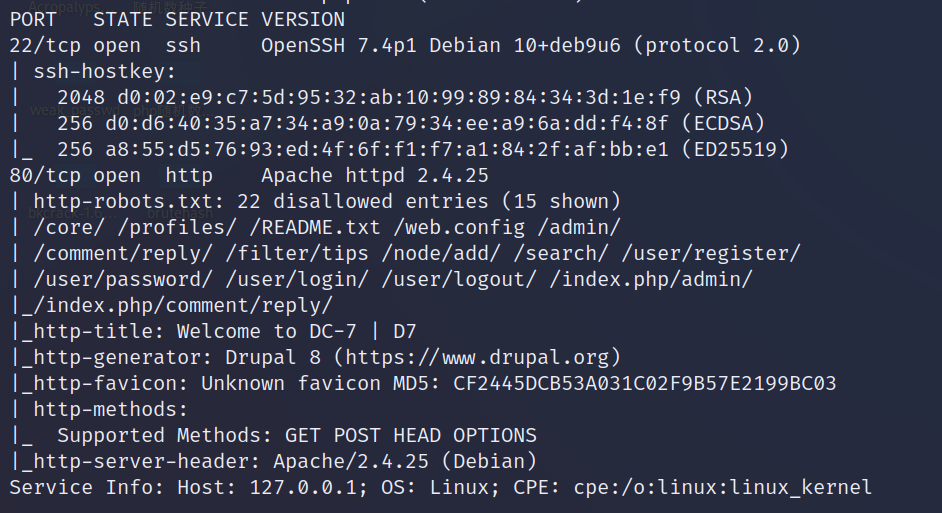 Acropalyps 随机数种子
PORT   STATE SERVICE VERSION
22/tcp open  ssh     OpenSSH 7.4p1 Debian 10+deb9u6 (protocol 2.0)
| ssh-hostkey:
|   2048 d0:02:e9:c7:5d:95:32:ab:10:99:89:84:34:3d:1e:f9 (RSA)
|   256 d0:d6:40:35:a7:34:a9:0a:79:34:ee:a9:6a:dd:f4:8f (ECDSA)
|_  256 a8:55:d5:76:93:ed:4f:6f:f1:f7:a1:84:2f:af:bb:e1 (ED25519)
80/tcp open  http    Apache httpd 2.4.25
| http-robots.txt: 22 disallowed entries (15 shown)
| /core/ /profiles/ /README.txt /web.config /admin/
| /comment/reply/ /filter/tips /node/add/ /search/ /user/register/
| /user/password/ /user/login/ /user/logout/ /index.php/admin/
|_/index.php/comment/reply/
|_http-title: Welcome to DC-7 | D7
|_http-generator: Drupal 8 (https://www.drupal.org)
|_http-favicon: Unknown favicon MD5: CF2445DCB53A031C02F9B57E2199BC03
| http-methods:
|_  Supported Methods: GET POST HEAD OPTIONS
|_http-server-header: Apache/2.4.25 (Debian)
Service Info: Host: 127.0.0.1; OS: Linux; CPE: cpe:/o:linux:linux_kernel